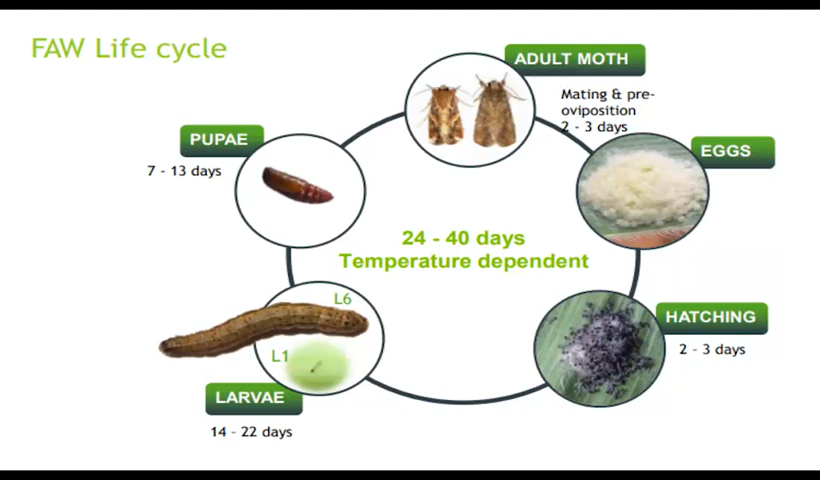 FAW Life cycle
ADULT MOTH
Mating & pre-
oviposition
2 - 3 days
EGGS
PUPAE
7 - 13 days
24 - 40 days
Temperature dependent
L6
HATCHING
2 - 3 days
L1
LARVAE
14 - 22 days